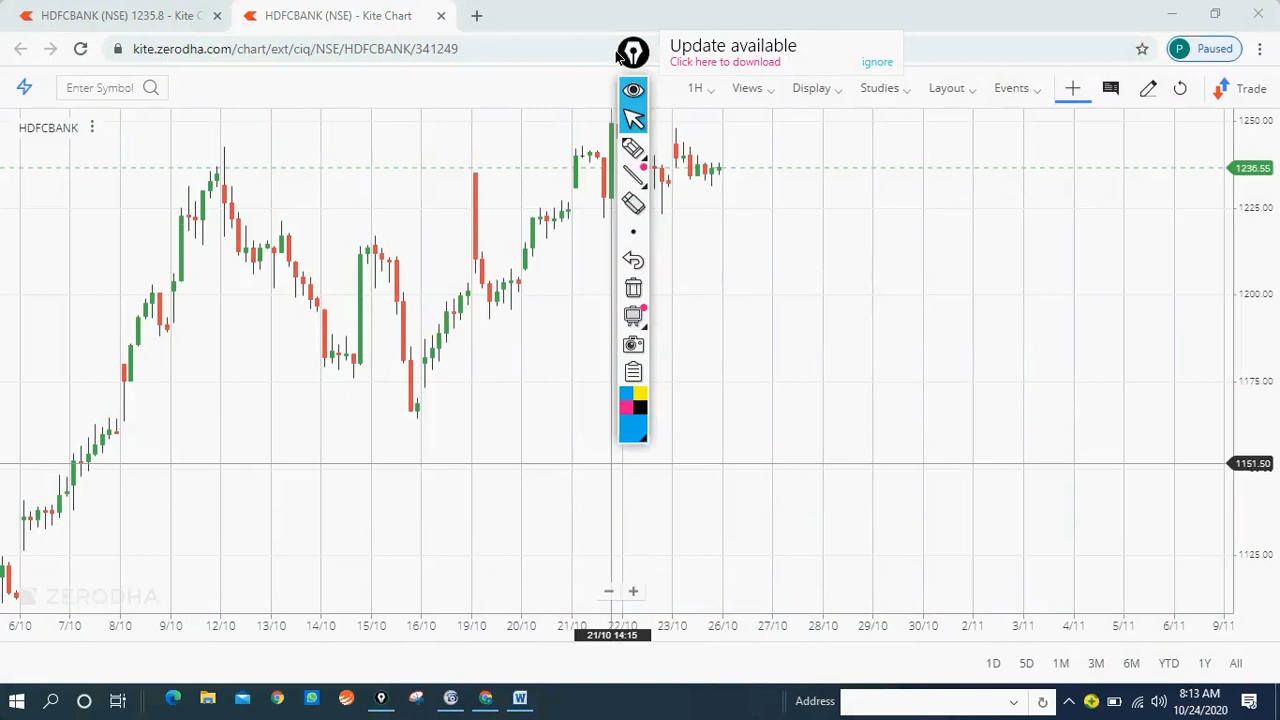 HDFCBANK (NSE) 1235.8 - Kite C
HDFCBANK (NSE) - Kite Chart
kite.zerodha.com/chart/ext/ciq/NSE/HDFCBANK/341249
Update available
Click here to download
ignore
P
Paused
Enter Symbol
1H
Views
Display
Studies
Layout
Events
Trade
HDFCBANK
1250.00
1236.55
1225.00
1200.00
1175.00
1151.50
1125.00
ZERODHA
6/10 7/10 8/10 9/10 12/10 13/10 14/10 15/10 16/10 19/10 20/10 21/10 22/10 23/10 26/10 27/10 28/10 29/10 30/10 2/11 3/11 4/11 5/11 6/11 9/11
21/10 14:15
1D 5D 1M 3M 6M YTD 1Y All
Address
8:13 AM
10/24/2020